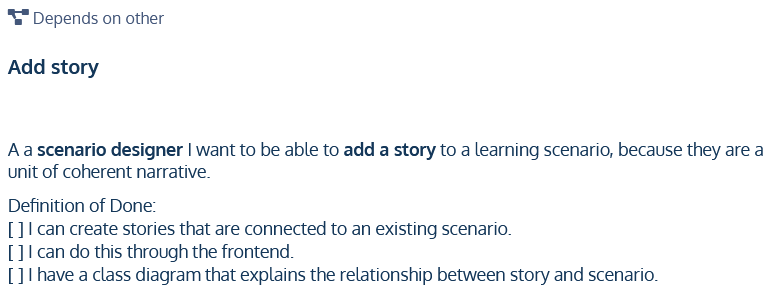 Depends on other
Add story
A a scenario designer I want to be able to add a story to a learning scenario, because they are a
unit of coherent narrative.
Definition of Done:
[ ] I can create stories that are connected to an existing scenario.
[ ] I can do this through the frontend.
[ ] I have a class diagram that explains the relationship between story and scenario.